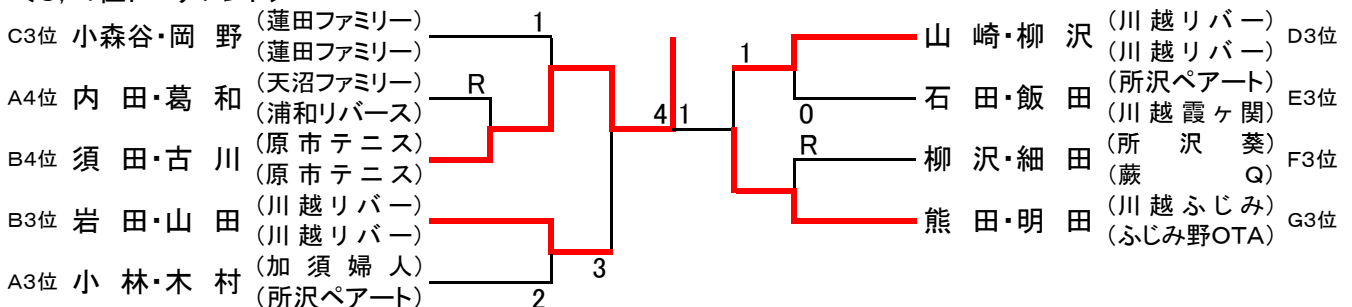 C3位 小森谷・岡 野 (蓮田ファミリー)
(蓮田ファミリー)
A4位 内 田・葛 和 (天沼ファミリー)
(浦和リバース)
B4位 須 田・古 川 (原 市 テ ニ ス)
(原 市 テ ニ ス)
B3位 岩 田・山 田 (川 越 リ バ ー)
(川 越 リ バ ー)
A3位 小 林・木 村 (加 須 婦 人)
(所沢ペアート)
1
R
3
2
4 1
1
0
R
山 崎・柳 沢 (川 越 リ バ ー) D3位
(川 越 リ バ ー)
石 田・飯 田 (所沢ペアート) E3位
(川 越 霞 ヶ 関)
柳 沢・細 田 (所 沢 葵) F3位
(蕨 Q)
熊 田・明 田 (川 越 ふ じ み) G3位
(ふじみ野OTA)